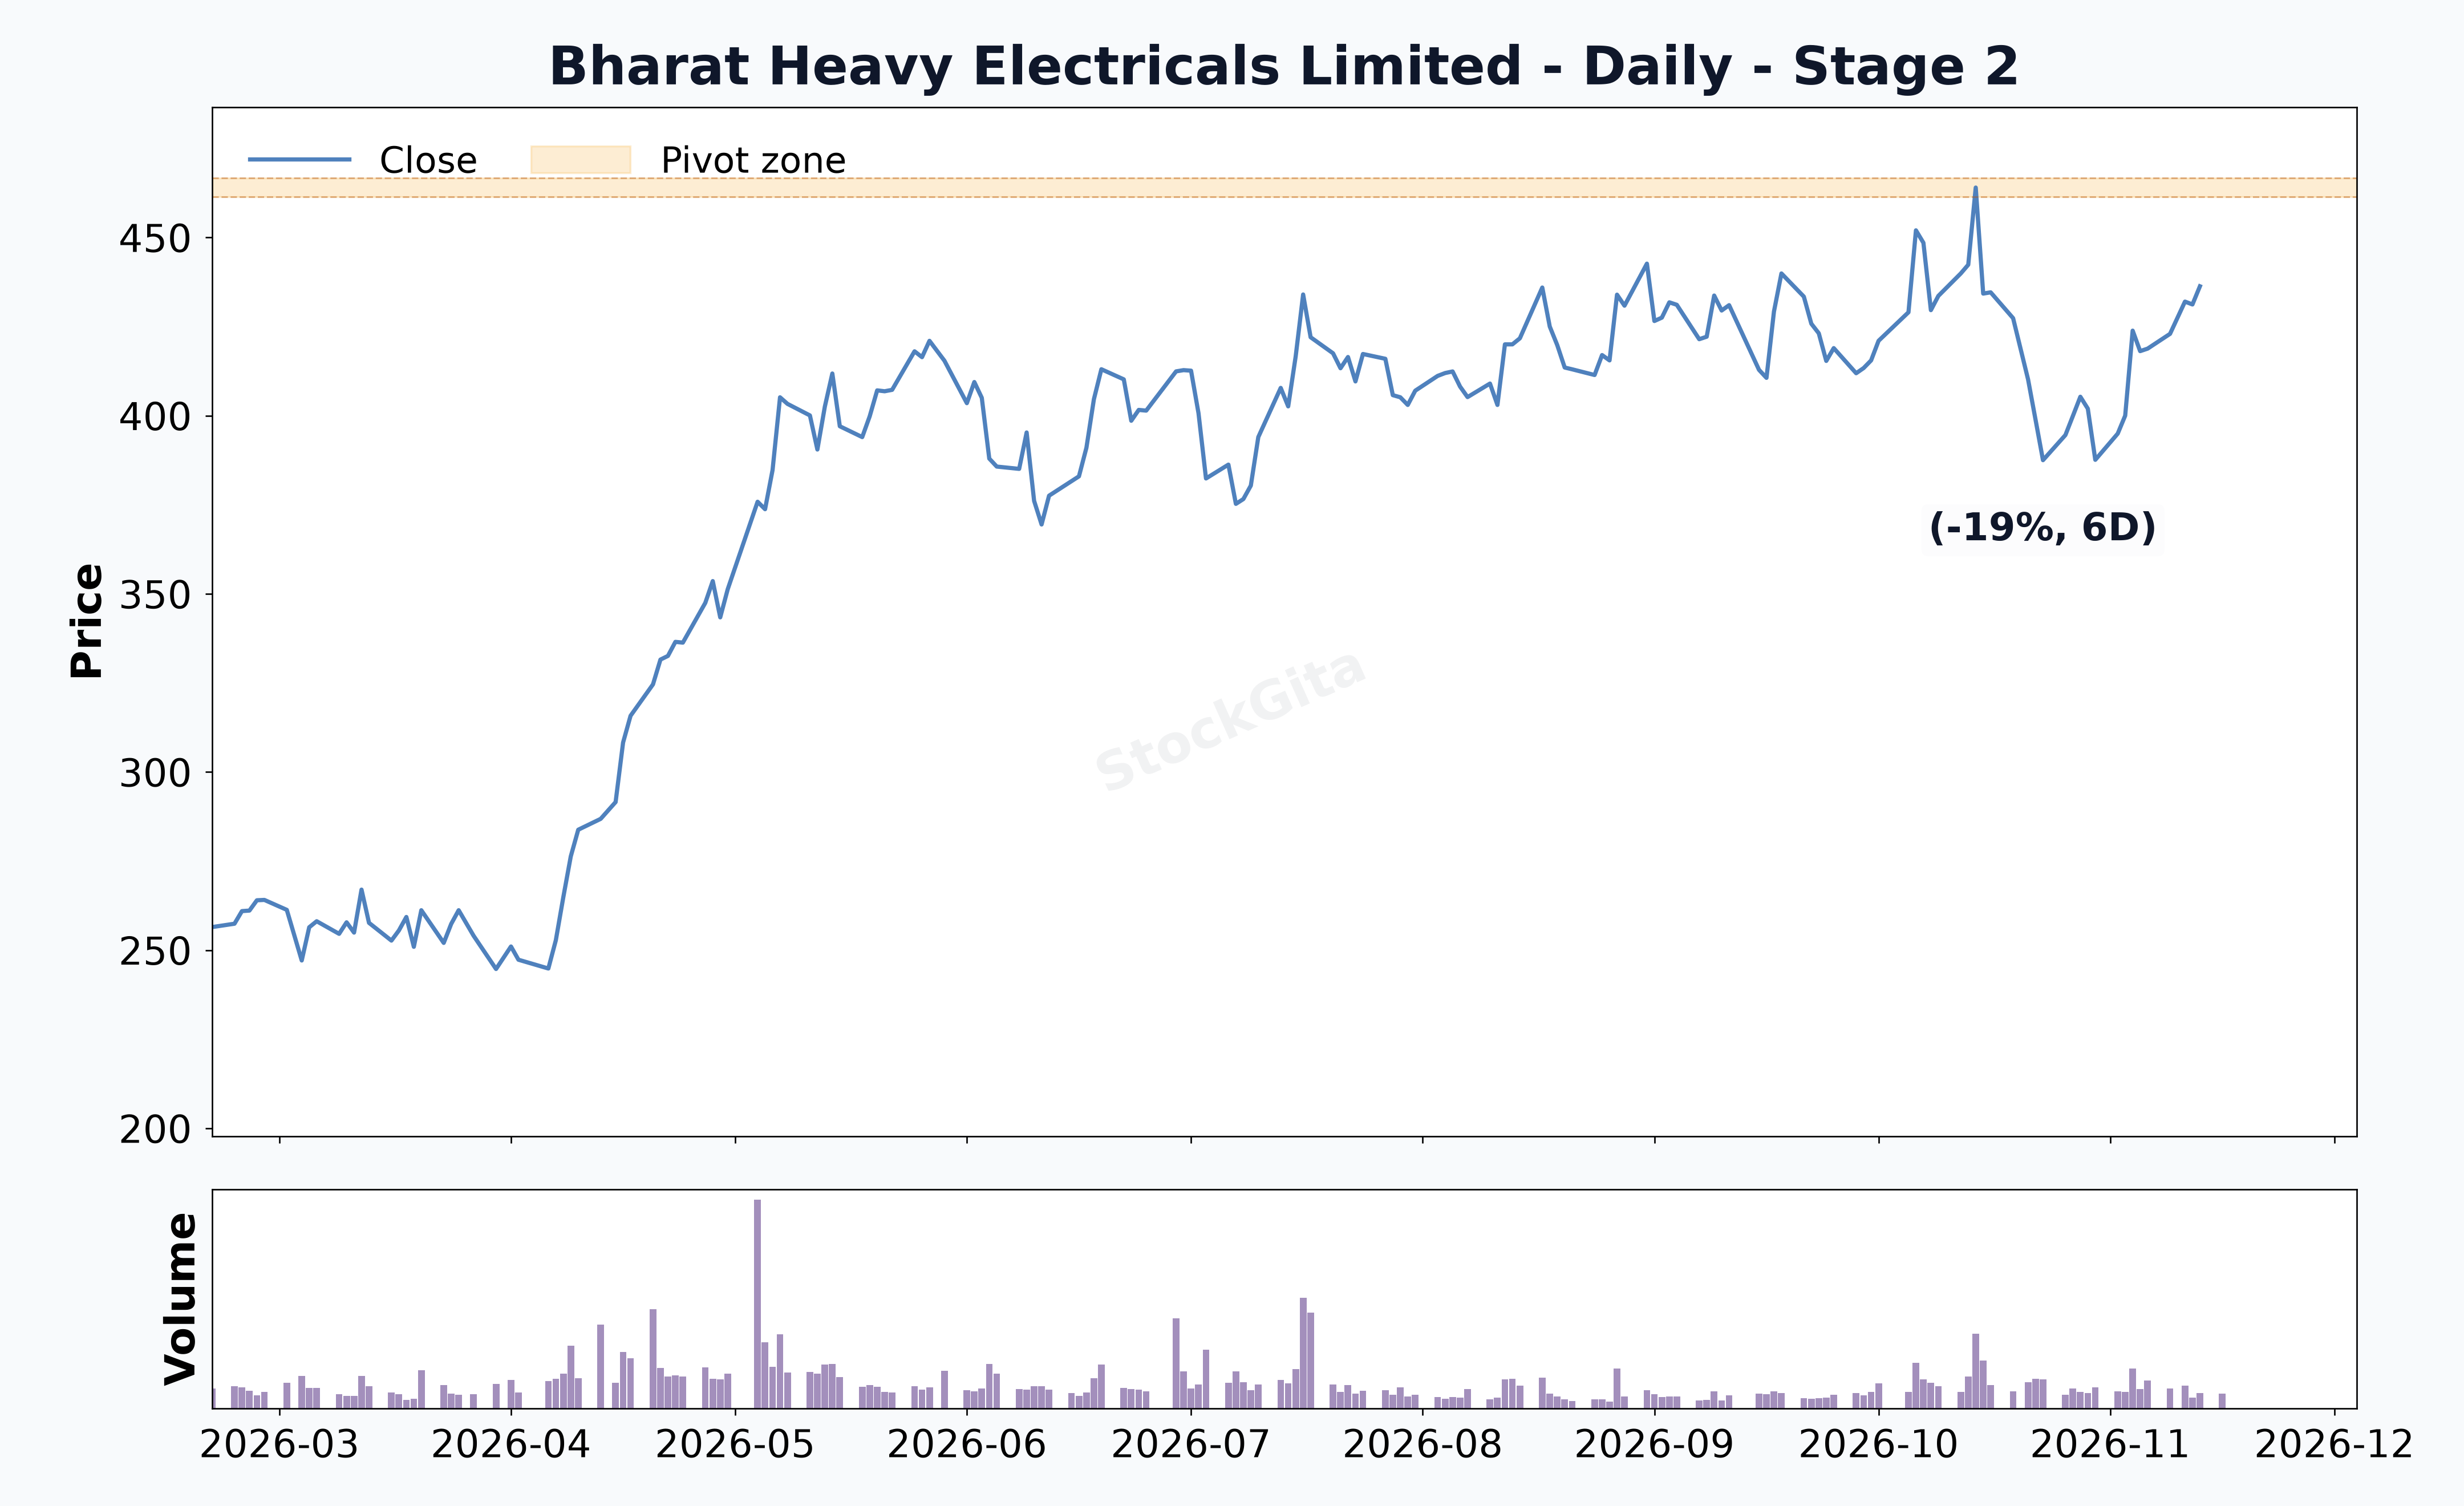 Bharat Heavy Electricals Limited - Daily - Stage 2
Close
Pivot zone
Price
450
400
350
300
250
200
(-19%, 6D)
StockGita
Volume
2026-03
2026-04
2026-05
2026-06
2026-07
2026-08
2026-09
2026-10
2026-11
2026-12